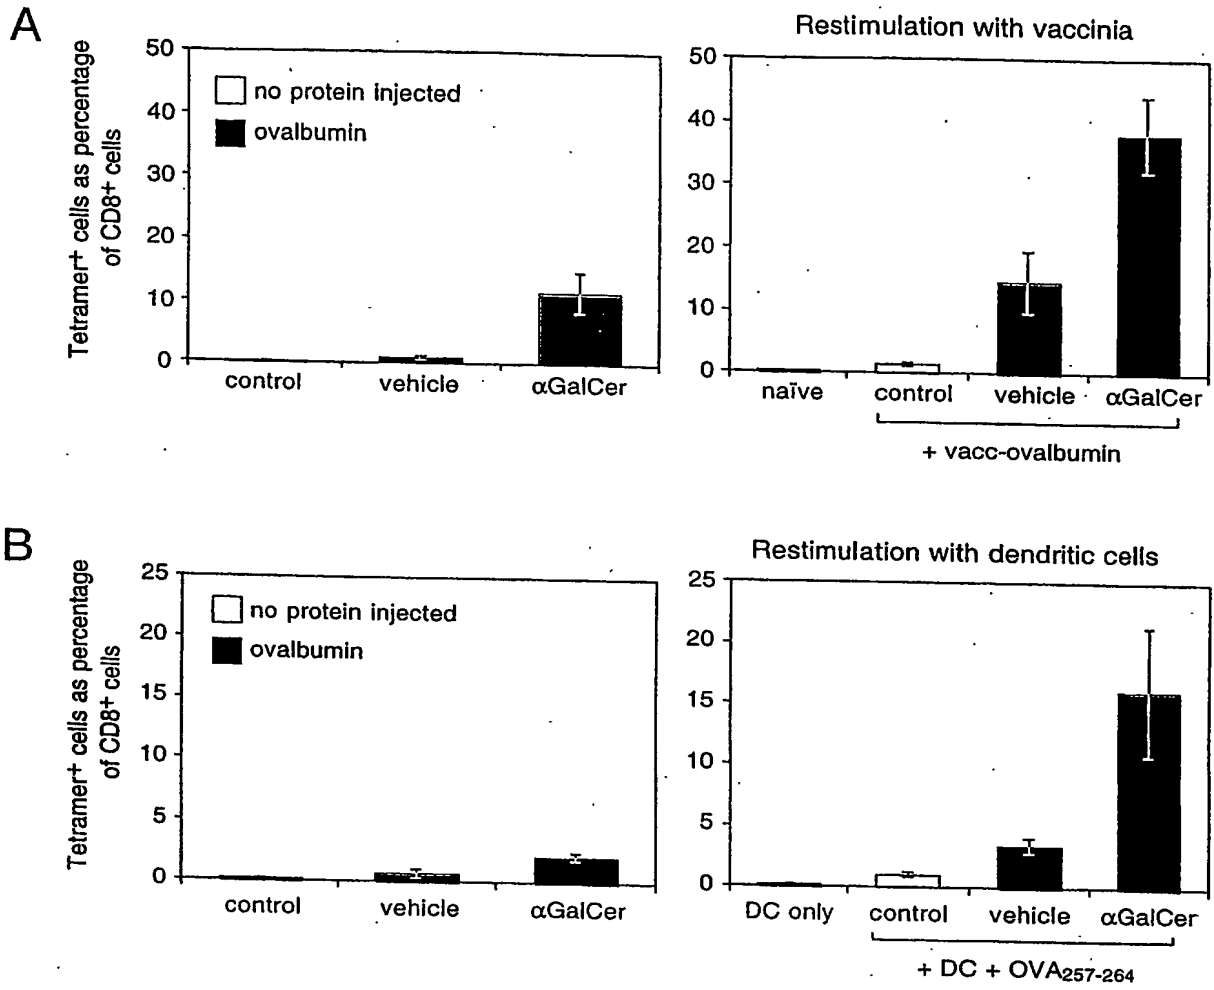 A
Restimulation with vaccinia
Tetramer+ cells as percentage
of CD8+ cells
50
40
30
20
10
0
no protein injected
ovalbumin
control
vehicle
αGalCer
50
40
30
20
10
0
naïve
control
vehicle
αGalCer
+ vacc-ovalbumin
B
Restimulation with dendritic cells
Tetramer+ cells as percentage
of CD8+ cells
25
20
15
10
5
0
no protein injected
ovalbumin
control
vehicle
αGalCer
25
20
15
10
5
0
DC only
control
vehicle
αGalCer
+ DC + OVA257-264